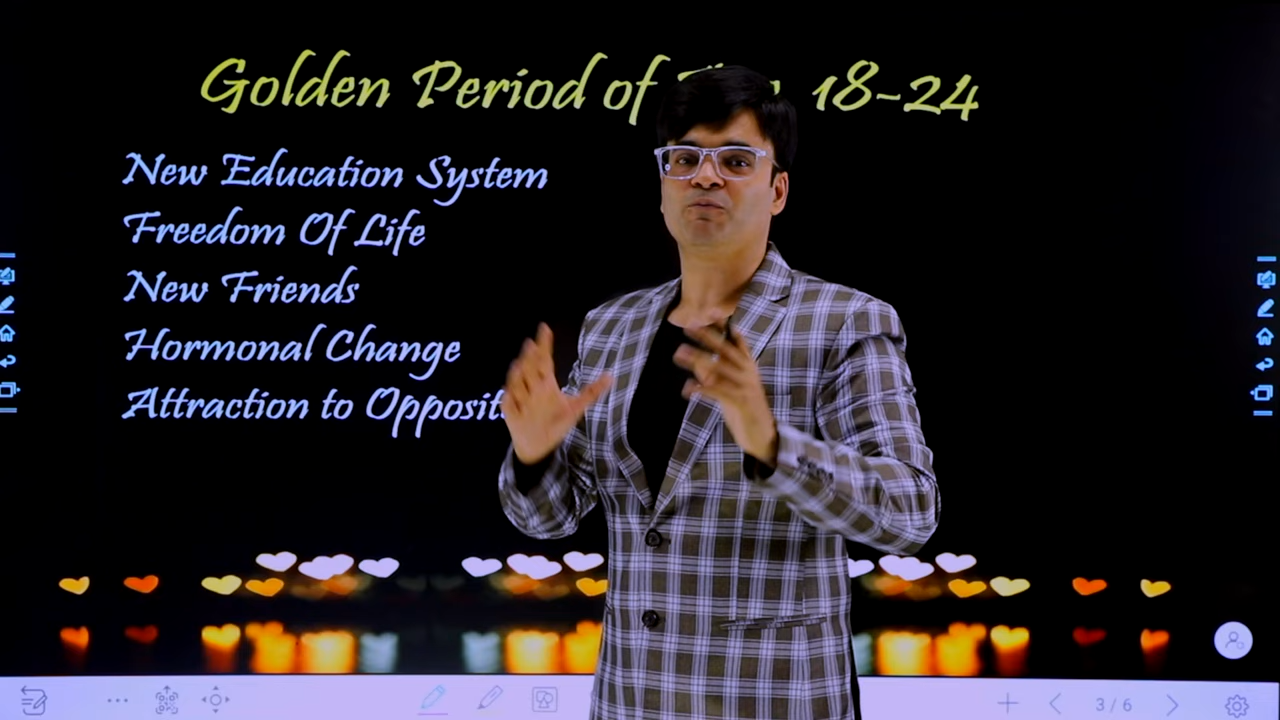 Golden Period of 18-24
New Education System
Freedom Of Life
New Friends
Hormonal Change
Attraction to
3 / 6